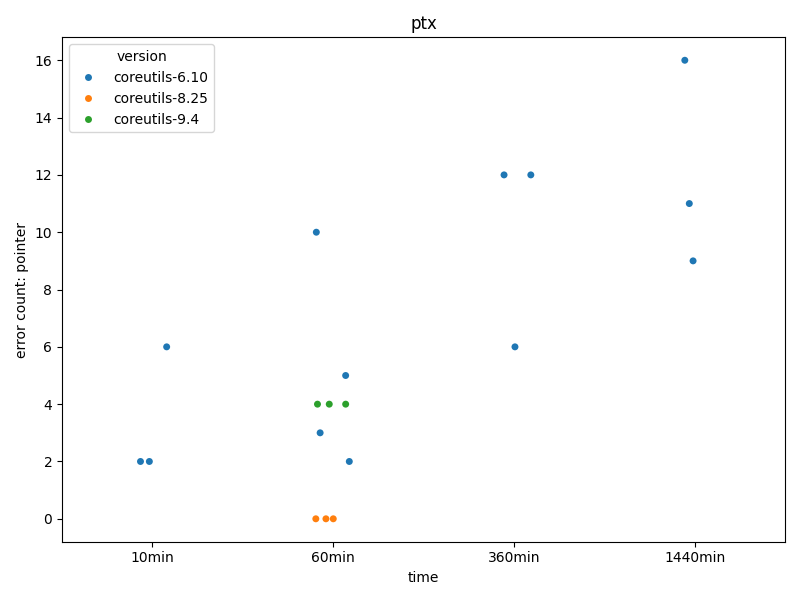 ptx
version
coreutils-6.10
coreutils-8.25
coreutils-9.4
error count: pointer
16
14
12
10
8
6
4
2
0
10min
60min
360min
1440min
time